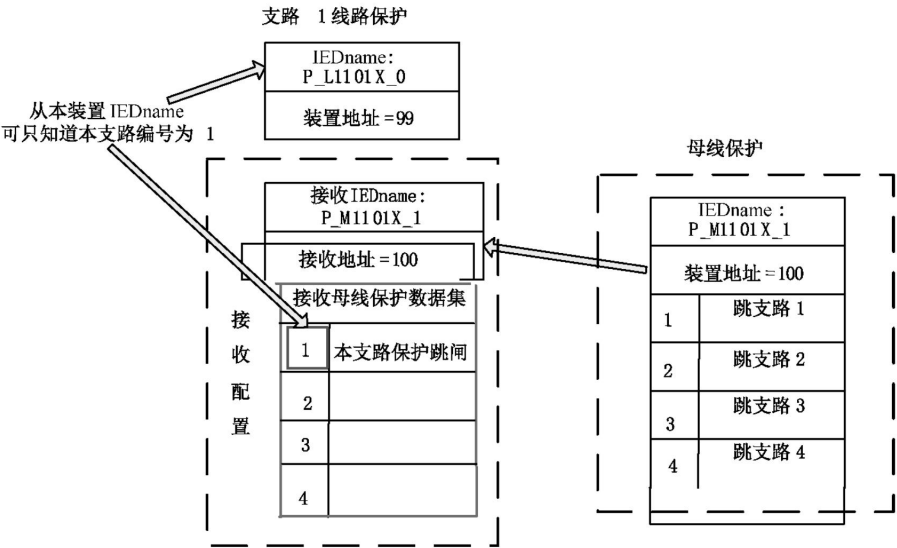 支路 1线路保护
IEDname:
P_L1101X_0
装置地址=99
从本装置IEDname
可只知道本支路编号为 1
接收IEDname:
P_M1101X_1
接收地址=100
接收母线保护数据集
接收配置
1 本支路保护跳闸
2
3
4
母线保护
IEDname:
P_M1101X_1
装置地址=100
1 跳支路1
2 跳支路2
3 跳支路3
4 跳支路4